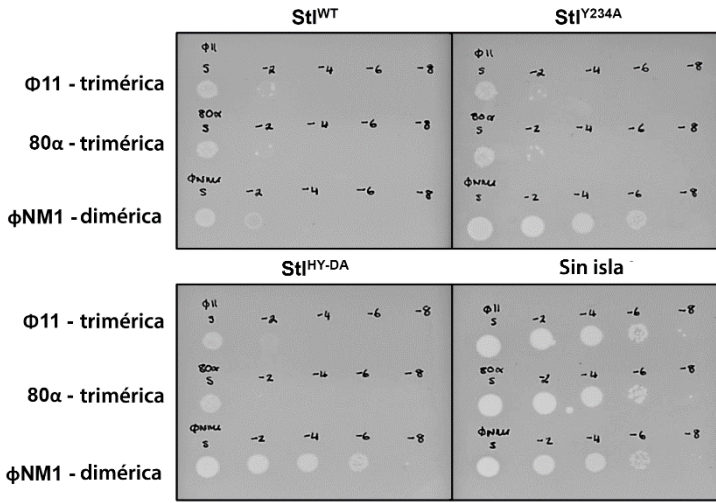 Stl^WT
Stl^Y234A
Φ11 - trimérica
80α - trimérica
ϕNM1 - dimérica
φ11
S -2 -4 -6 -8
80α
S -2 -4 -6 -8
φNM1
S -2 -4 -6 -8
φ11
S -2 -4 -6 -8
80α
S -2 -4 -6 -8
φNM1
S -2 -4 -6 -8
Stl^HY-DA
Sin isla
Φ11 - trimérica
80α - trimérica
ϕNM1 - dimérica
φ11
S -2 -4 -6 -8
80α
S -2 -4 -6 -8
φNM1
S -2 -4 -6 -8
φ11
S -2 -4 -6 -8
80α
S -2 -4 -6 -8
φNM1
S -2 -4 -6 -8